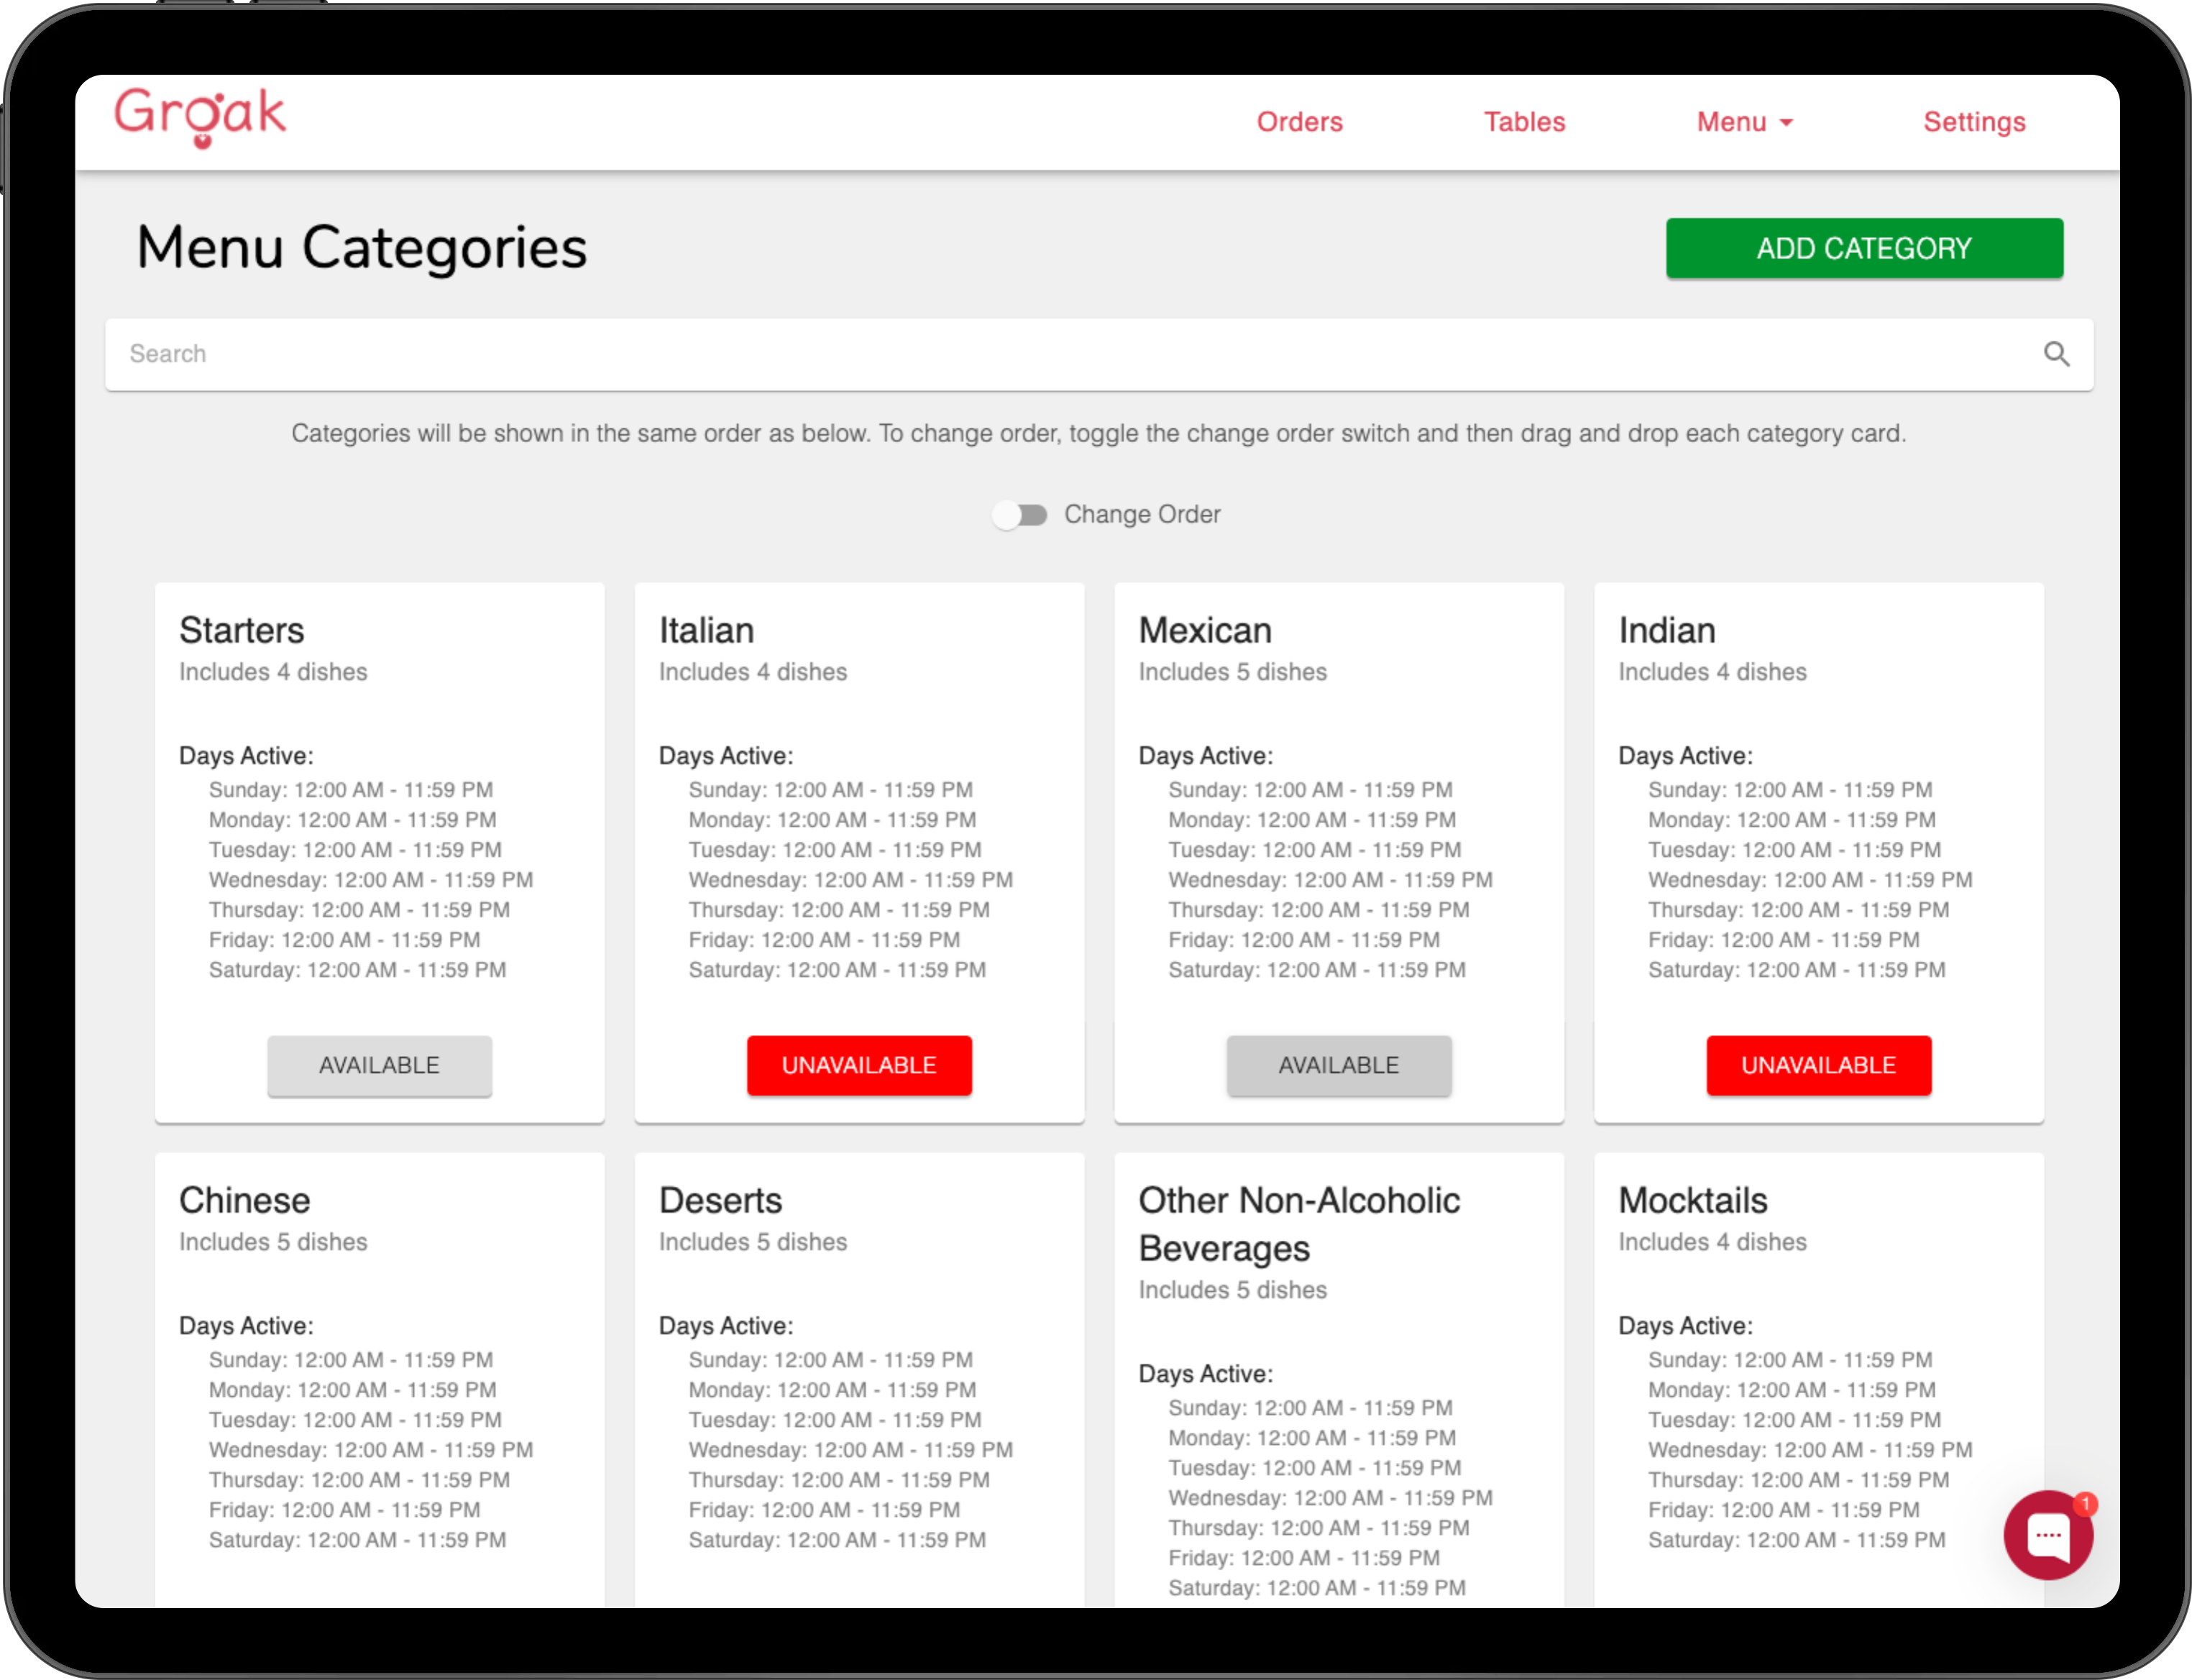 Groak
Orders
Tables
Menu
Settings
Menu Categories
ADD CATEGORY
Search
Categories will be shown in the same order as below. To change order, toggle the change order switch and then drag and drop each category card.
Change Order
Starters
Includes 4 dishes
Days Active:
Sunday: 12:00 AM - 11:59 PM
Monday: 12:00 AM - 11:59 PM
Tuesday: 12:00 AM - 11:59 PM
Wednesday: 12:00 AM - 11:59 PM
Thursday: 12:00 AM - 11:59 PM
Friday: 12:00 AM - 11:59 PM
Saturday: 12:00 AM - 11:59 PM
AVAILABLE
Italian
Includes 4 dishes
Days Active:
Sunday: 12:00 AM - 11:59 PM
Monday: 12:00 AM - 11:59 PM
Tuesday: 12:00 AM - 11:59 PM
Wednesday: 12:00 AM - 11:59 PM
Thursday: 12:00 AM - 11:59 PM
Friday: 12:00 AM - 11:59 PM
Saturday: 12:00 AM - 11:59 PM
UNAVAILABLE
Mexican
Includes 5 dishes
Days Active:
Sunday: 12:00 AM - 11:59 PM
Monday: 12:00 AM - 11:59 PM
Tuesday: 12:00 AM - 11:59 PM
Wednesday: 12:00 AM - 11:59 PM
Thursday: 12:00 AM - 11:59 PM
Friday: 12:00 AM - 11:59 PM
Saturday: 12:00 AM - 11:59 PM
AVAILABLE
Indian
Includes 4 dishes
Days Active:
Sunday: 12:00 AM - 11:59 PM
Monday: 12:00 AM - 11:59 PM
Tuesday: 12:00 AM - 11:59 PM
Wednesday: 12:00 AM - 11:59 PM
Thursday: 12:00 AM - 11:59 PM
Friday: 12:00 AM - 11:59 PM
Saturday: 12:00 AM - 11:59 PM
UNAVAILABLE
Chinese
Includes 5 dishes
Days Active:
Sunday: 12:00 AM - 11:59 PM
Monday: 12:00 AM - 11:59 PM
Tuesday: 12:00 AM - 11:59 PM
Wednesday: 12:00 AM - 11:59 PM
Thursday: 12:00 AM - 11:59 PM
Friday: 12:00 AM - 11:59 PM
Saturday: 12:00 AM - 11:59 PM
Deserts
Includes 5 dishes
Days Active:
Sunday: 12:00 AM - 11:59 PM
Monday: 12:00 AM - 11:59 PM
Tuesday: 12:00 AM - 11:59 PM
Wednesday: 12:00 AM - 11:59 PM
Thursday: 12:00 AM - 11:59 PM
Friday: 12:00 AM - 11:59 PM
Saturday: 12:00 AM - 11:59 PM
Other Non-Alcoholic
Beverages
Includes 5 dishes
Days Active:
Sunday: 12:00 AM - 11:59 PM
Monday: 12:00 AM - 11:59 PM
Tuesday: 12:00 AM - 11:59 PM
Wednesday: 12:00 AM - 11:59 PM
Thursday: 12:00 AM - 11:59 PM
Friday: 12:00 AM - 11:59 PM
Saturday: 12:00 AM - 11:59 PM
Mocktails
Includes 4 dishes
Days Active:
Sunday: 12:00 AM - 11:59 PM
Monday: 12:00 AM - 11:59 PM
Tuesday: 12:00 AM - 11:59 PM
Wednesday: 12:00 AM - 11:59 PM
Thursday: 12:00 AM - 11:59 PM
Friday: 12:00 AM - 11:59 PM
Saturday: 12:00 AM - 11:59 PM
1